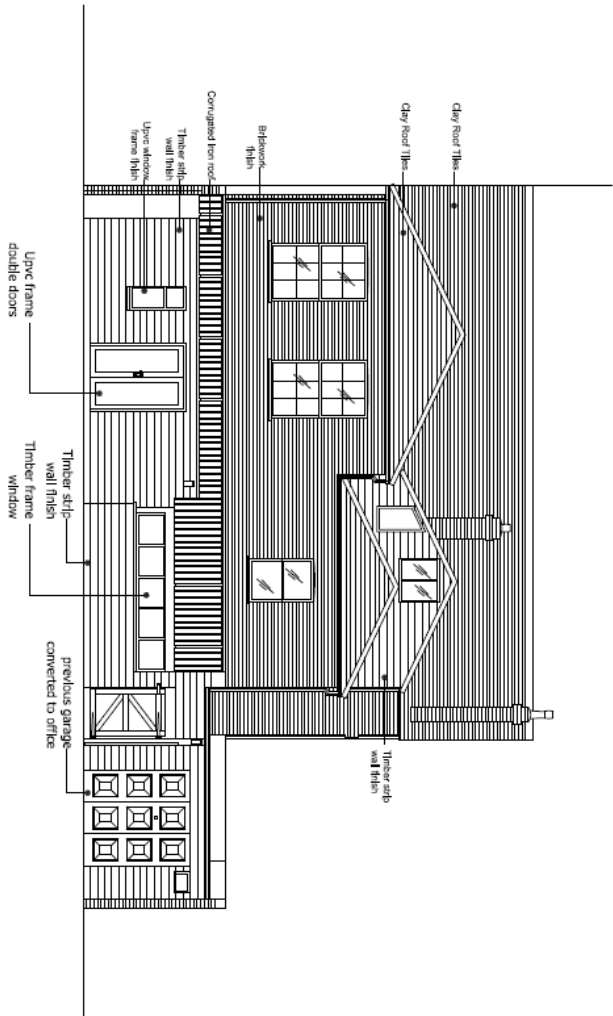 Clay Roof Tiles
Clay Roof Tiles
Brickwork
finish
Corrugated iron roof
Timber strip
wall finish
Upvc window
frame finish
Upvc frame
double doors
Timber strip
wall finish
Timber frame
window
previous garage
converted to office
Timber strip
wall finish